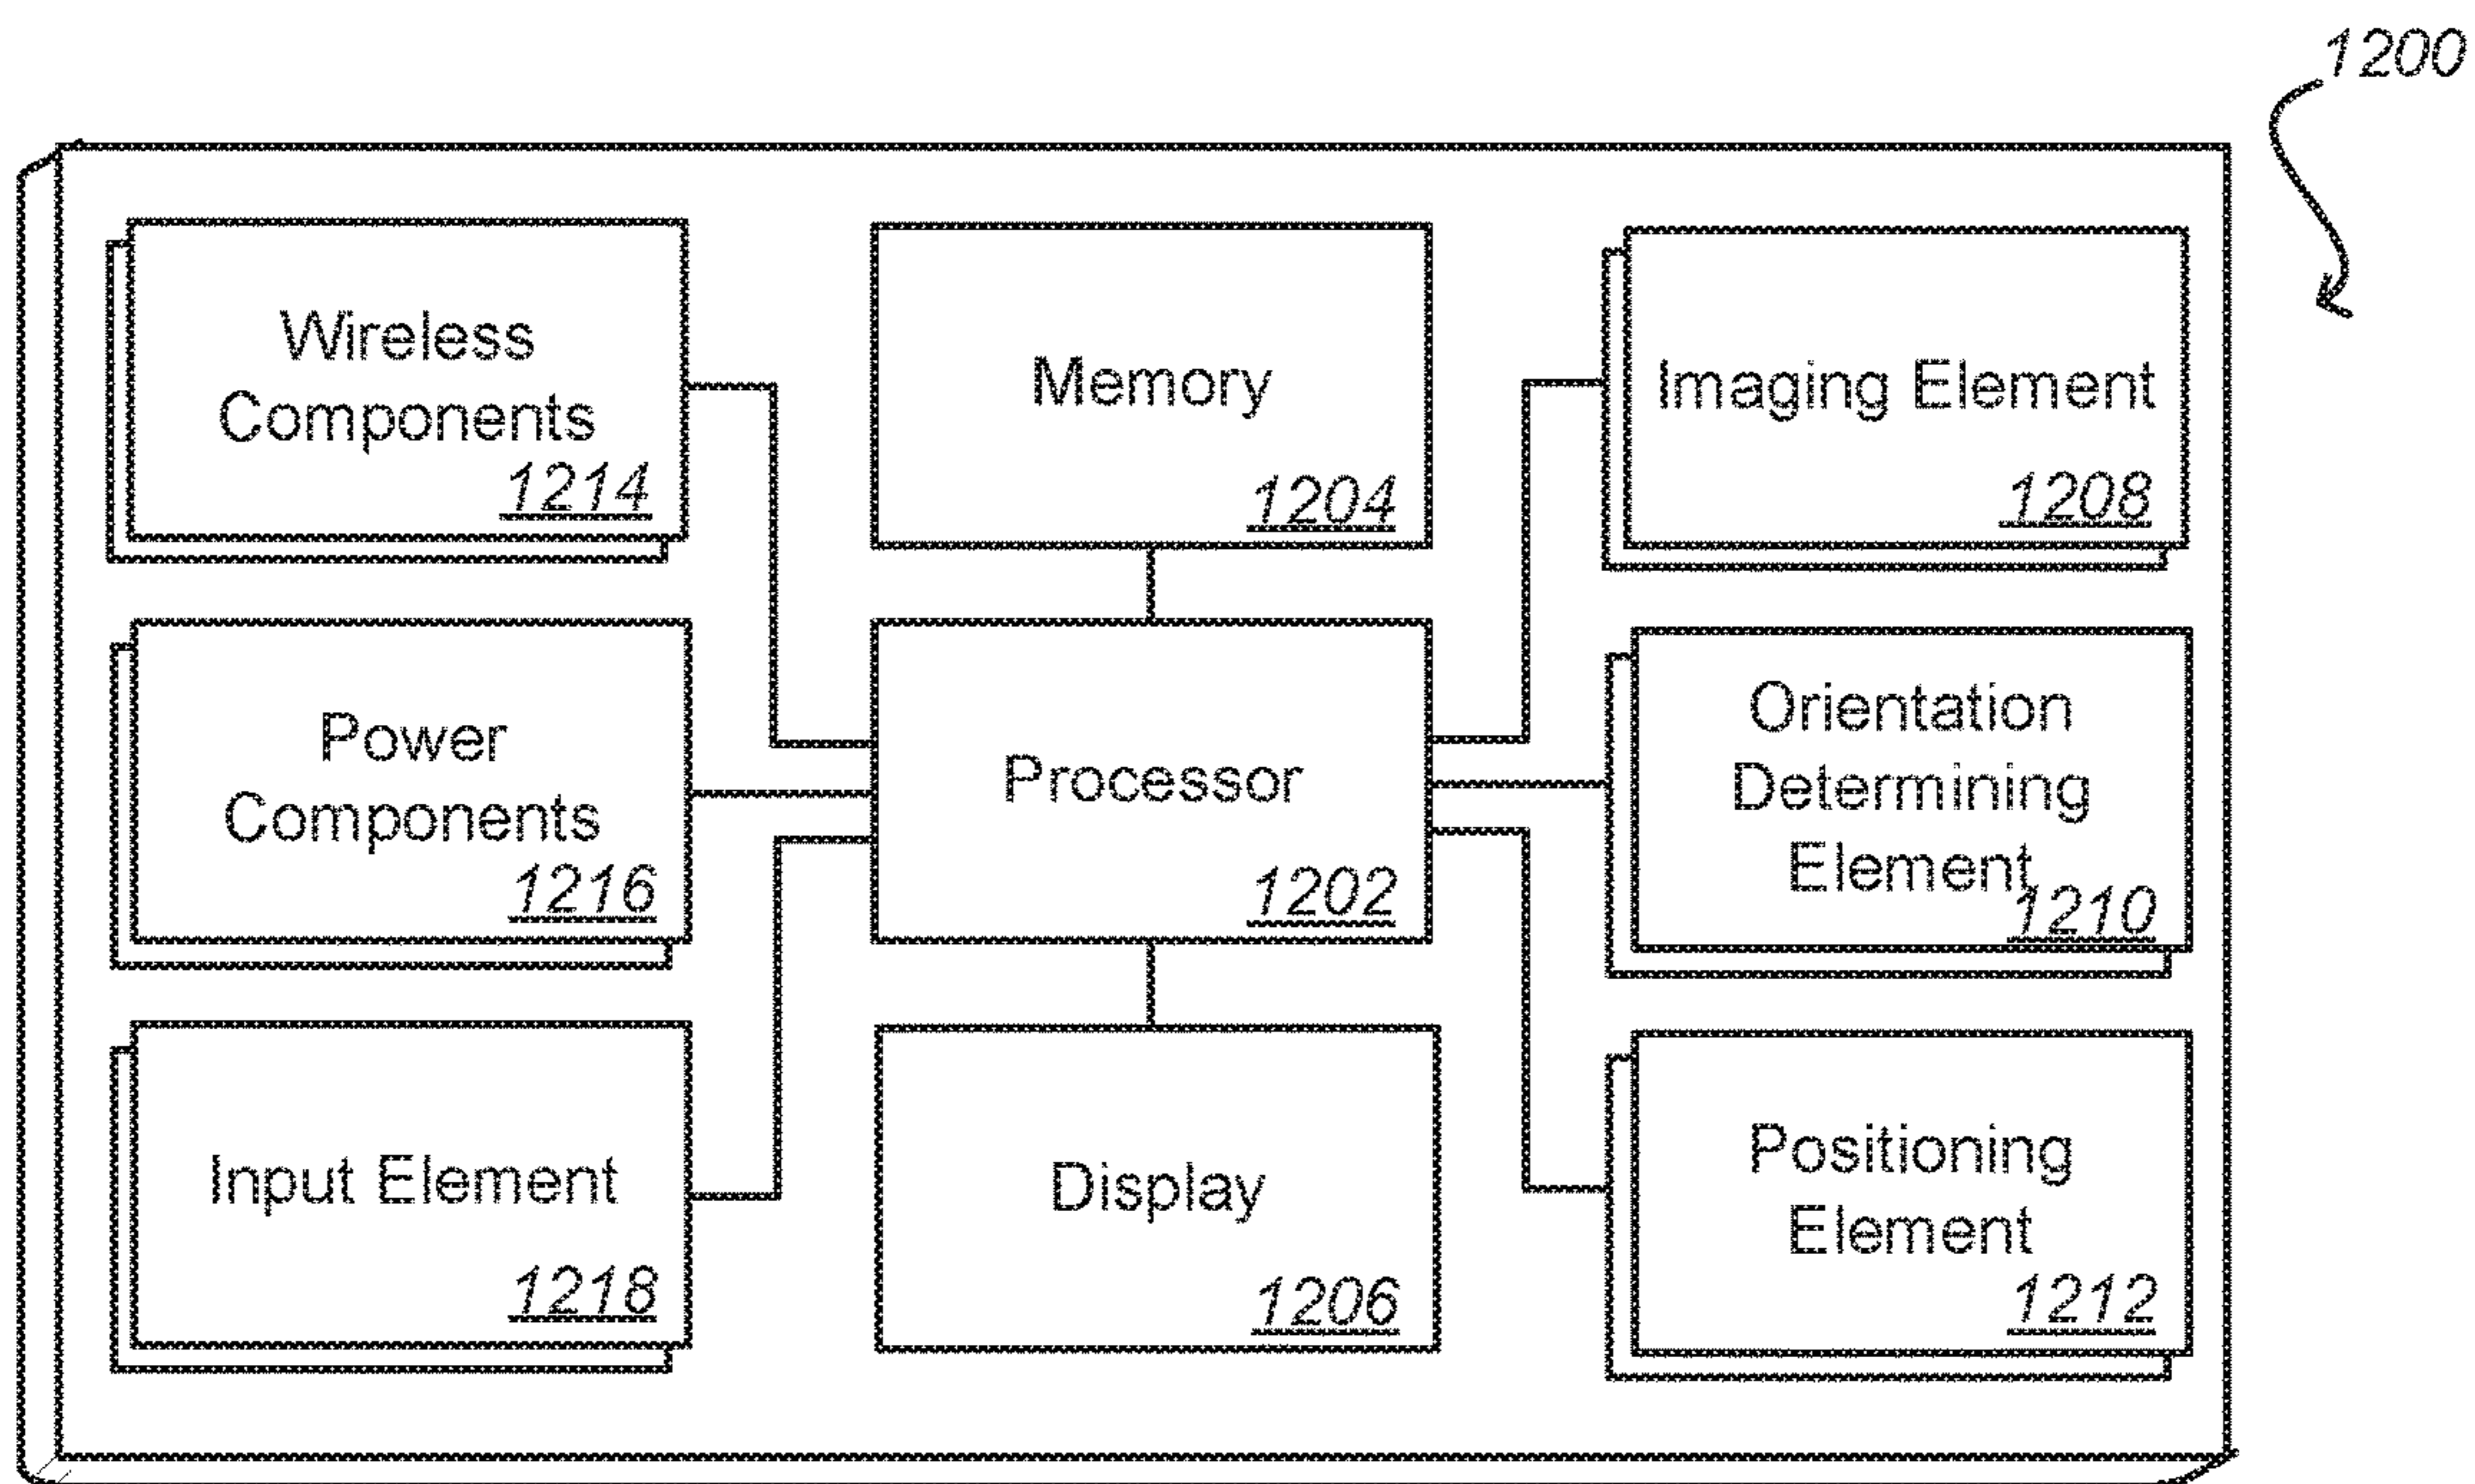 1200
Wireless
Components
1214
Memory
1204
Imaging Element
1208
Power
Components
1216
Processor
1202
Orientation
Determining
Element
1210
Input Element
1218
Display
1206
Positioning
Element
1212